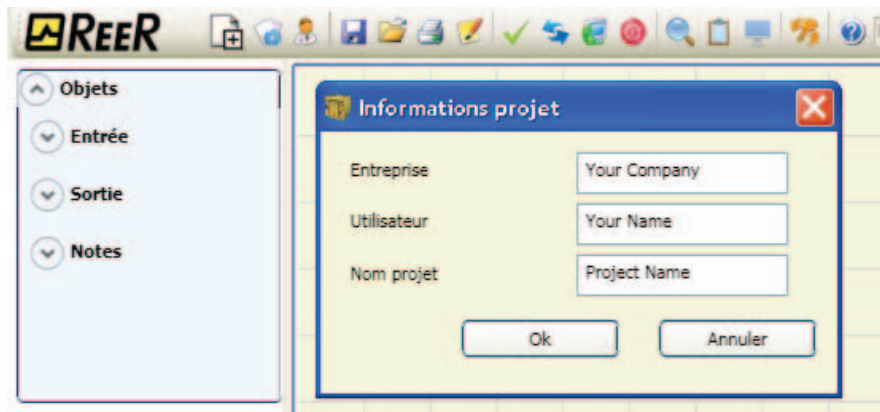 REER
Objets
Entrée
Sortie
Notes
Informations projet
Entreprise Your Company
Utilisateur Your Name
Nom projet Project Name
Ok Annuler